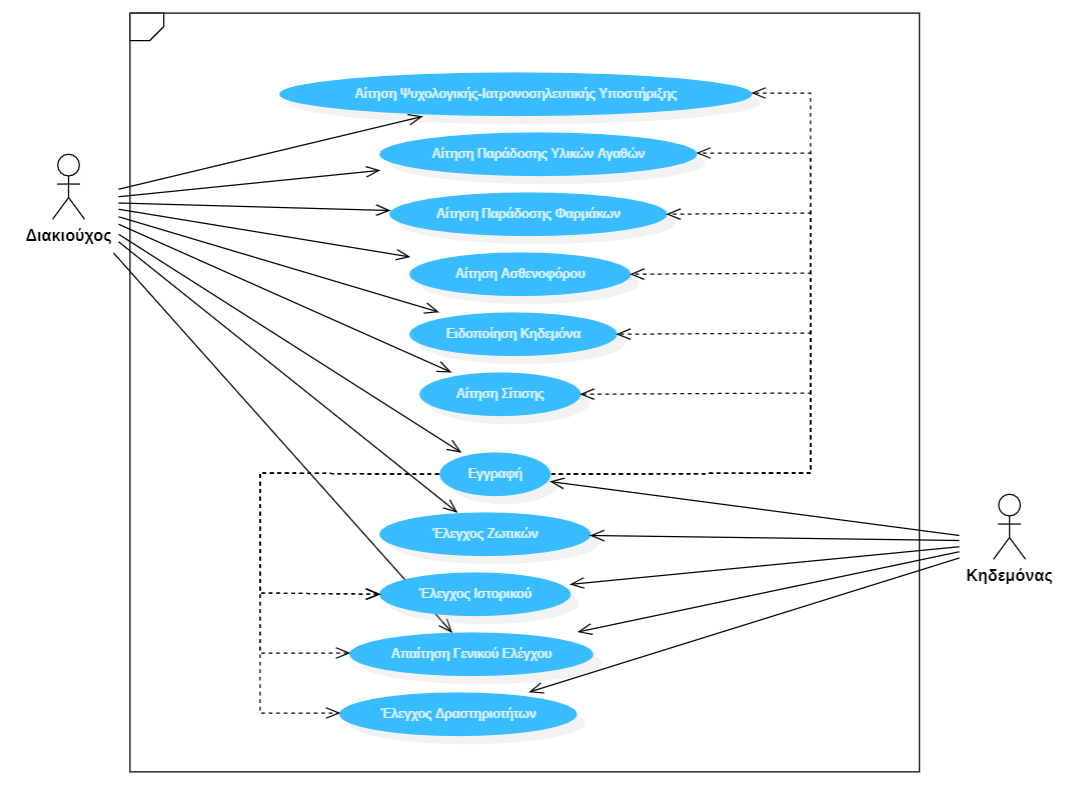 Αίτηση Ψυχολογικής-Ιατρονοσηλευτικής Υποστήριξης
Αίτηση Παράδοσης Υλικών Αγαθών
Αίτηση Παράδοσης Φαρμάκων
Διακιούχος
Αίτηση Ασθενοφόρου
Ειδοποίηση Κηδεμόνα
Αίτηση Σίτισης
Εγγραφή
Έλεγχος Ζωτικών
Κηδεμόνας
Έλεγχος Ιστορικού
Απαίτηση Γενικού Ελέγχου
Έλεγχος Δραστηριοτήτων